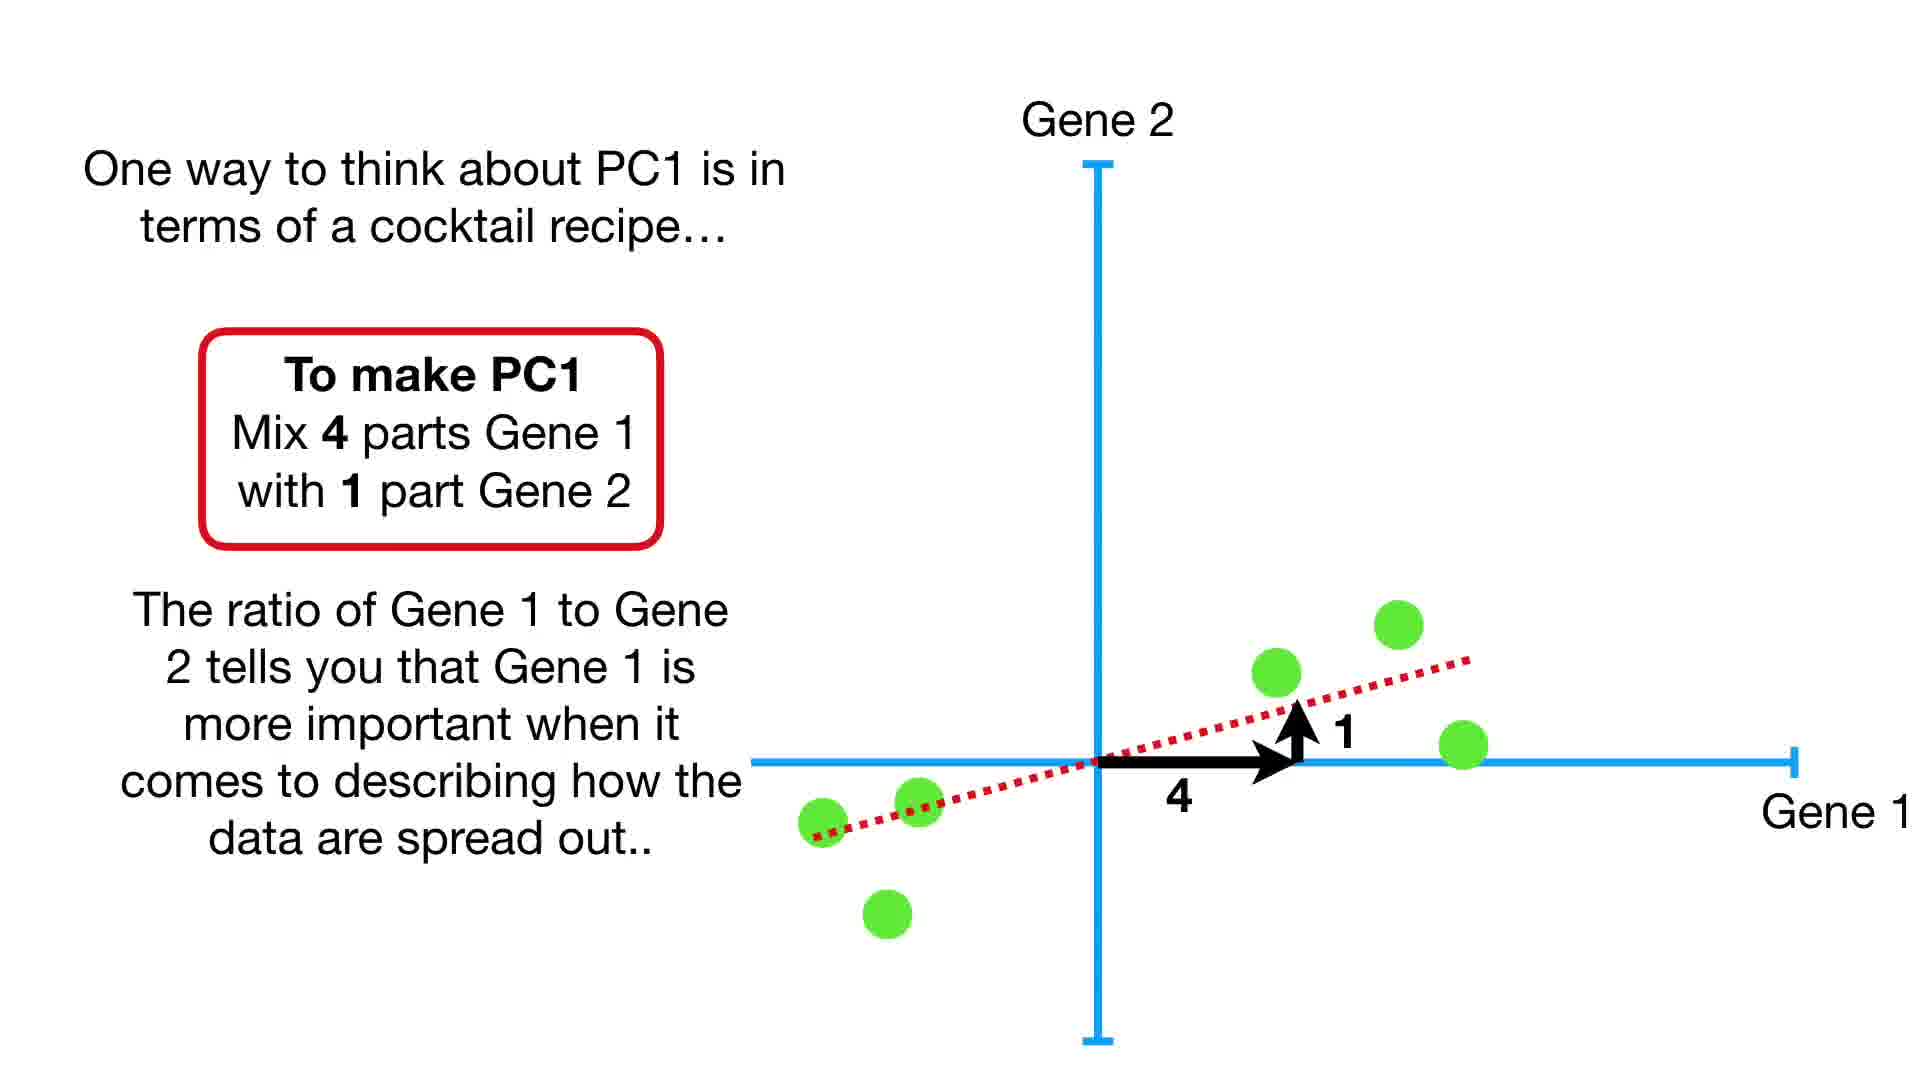 One way to think about PC1 is in
terms of a cocktail recipe…
To make PC1
Mix 4 parts Gene 1
with 1 part Gene 2
The ratio of Gene 1 to Gene
2 tells you that Gene 1 is
more important when it
comes to describing how the
data are spread out..
Gene 2
1
4
Gene 1